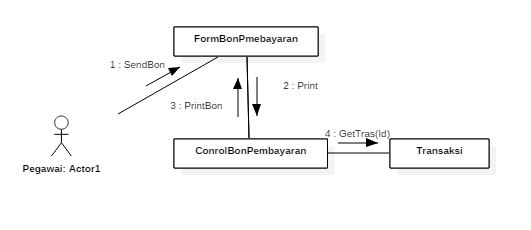 FormBonPmebayaran
1 : SendBon
2 : Print
3 : PrintBon
4 : GetTras(Id)
ConrolBonPembayaran
Transaksi
Pegawai: Actor1